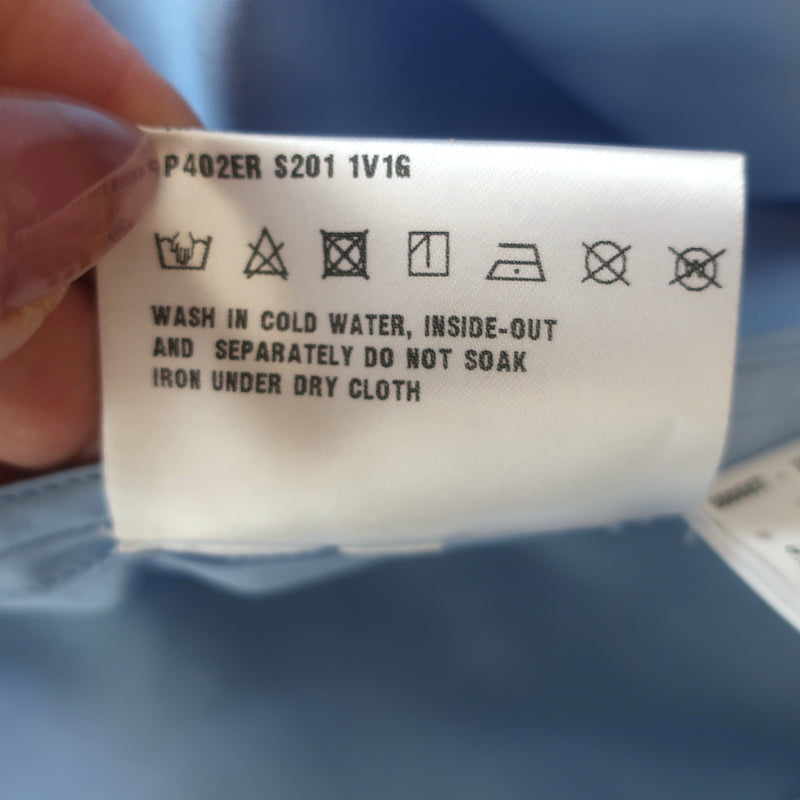 P402ER S201 1V1G
WASH IN COLD WATER, INSIDE-OUT
AND SEPARATELY DO NOT SOAK
IRON UNDER DRY CLOTH